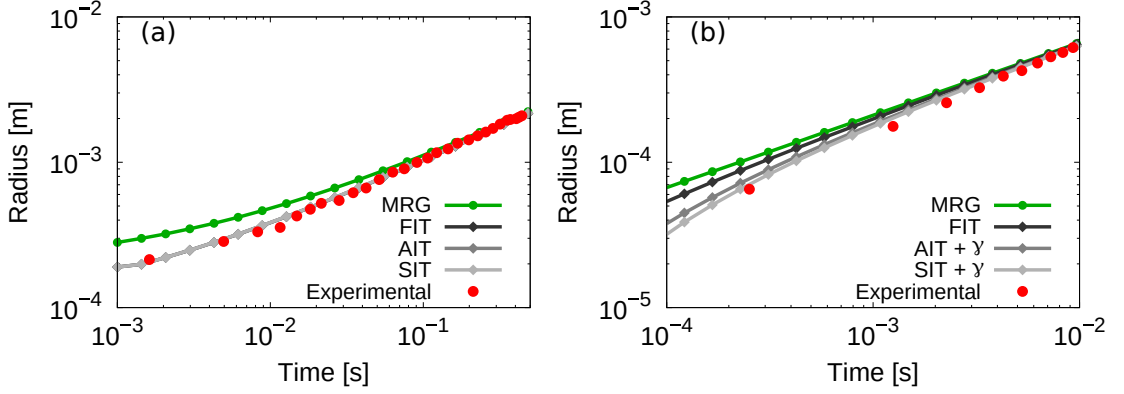 (a)
10⁻²
10⁻³
10⁻⁴
Radius [m]
MRG
FIT
AIT
SIT
Experimental
10⁻³
10⁻²
10⁻¹
Time [s]
(b)
10⁻³
10⁻⁴
10⁻⁵
Radius [m]
MRG
FIT
AIT + γ
SIT + γ
Experimental
10⁻⁴
10⁻³
10⁻²
Time [s]